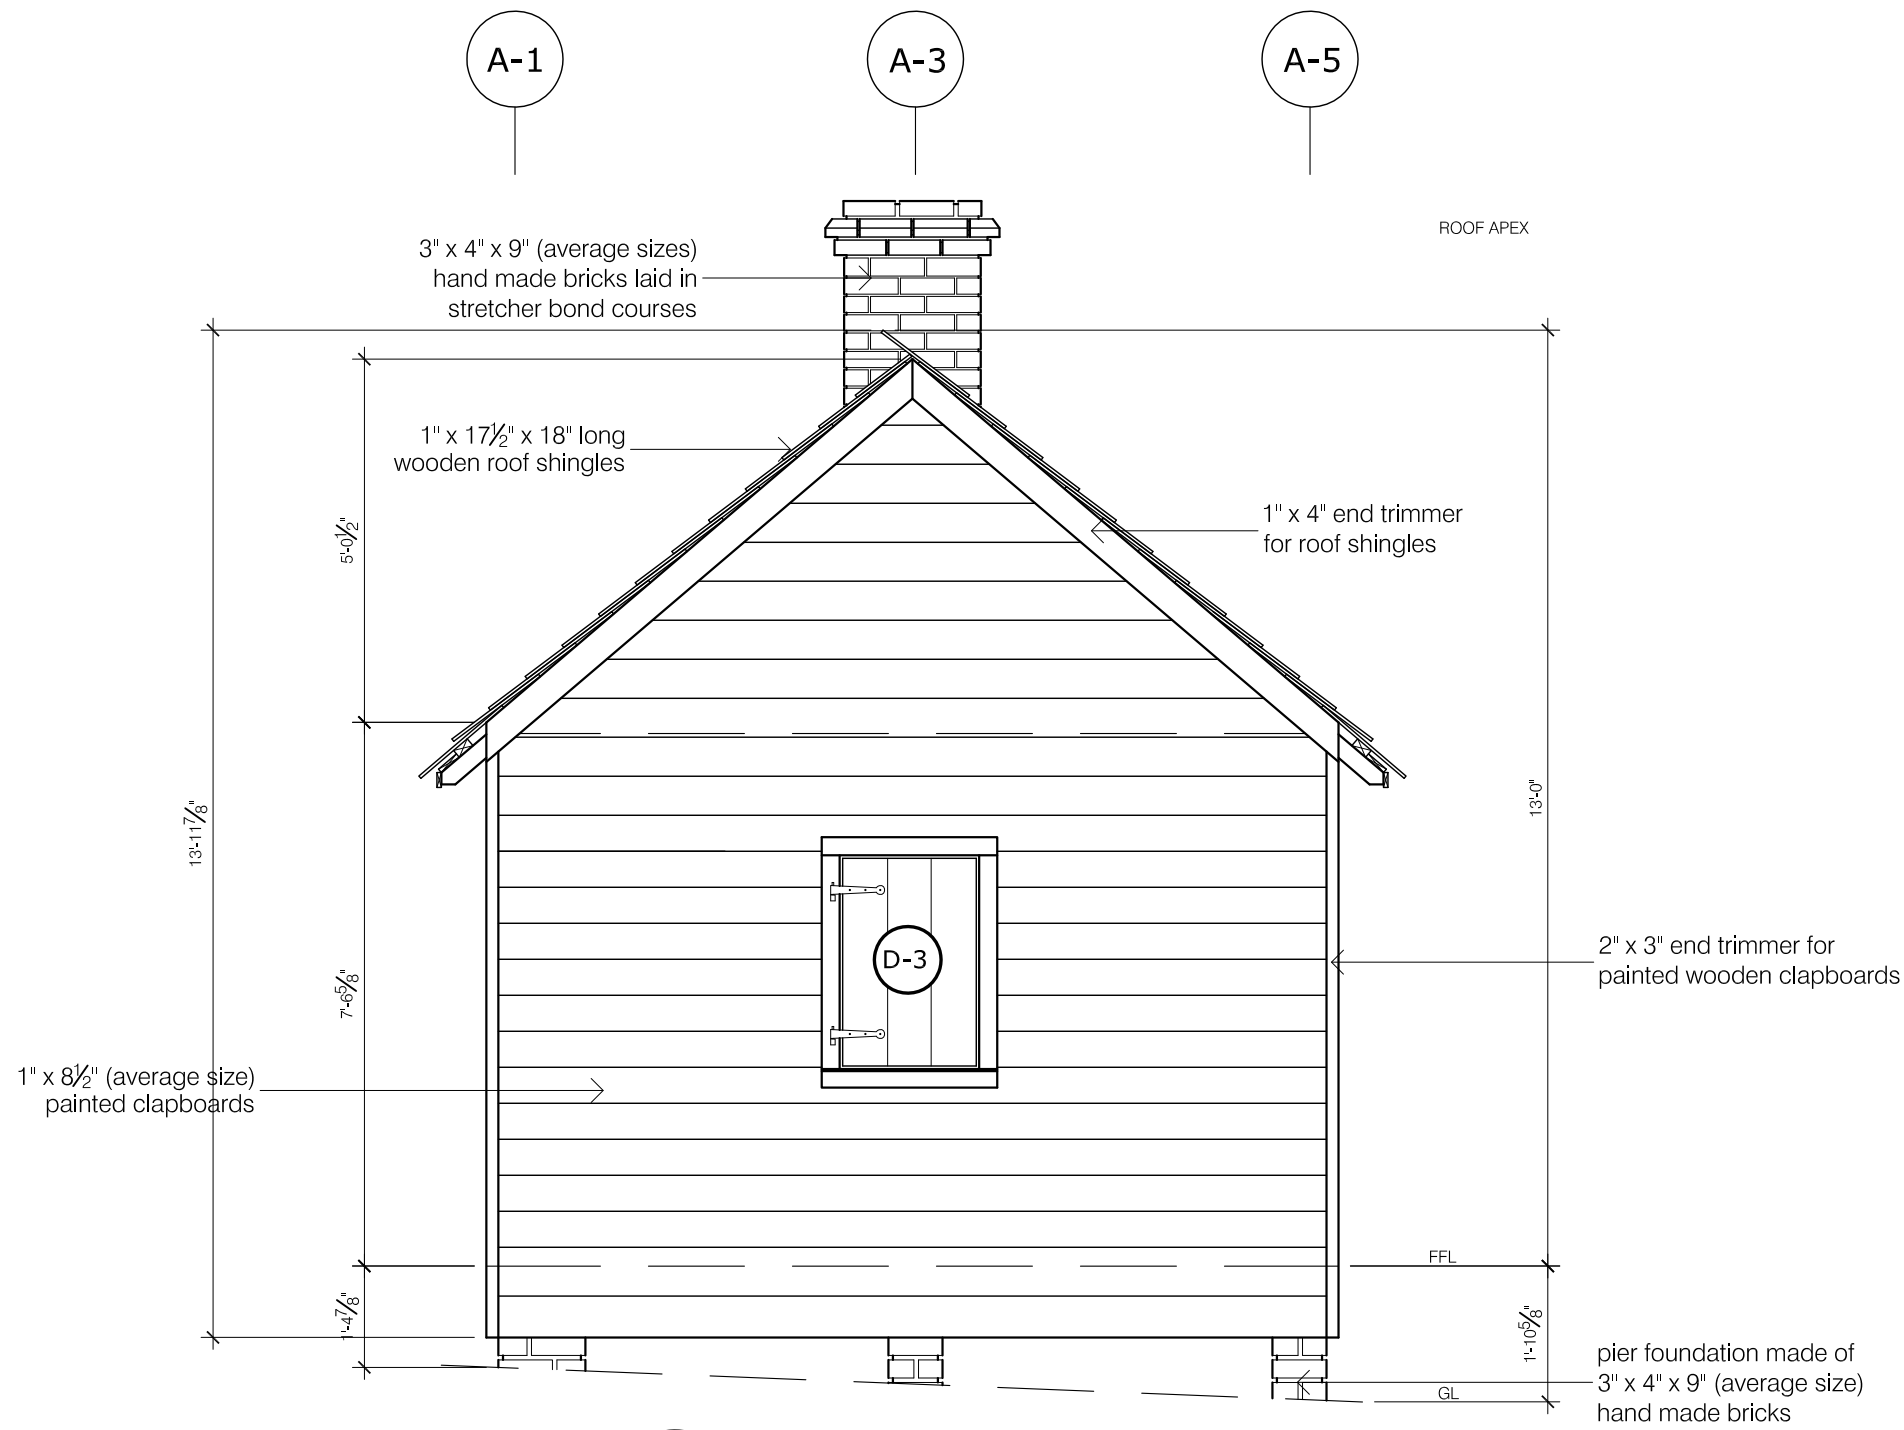 A-1
A-3
A-5
ROOF APEX
3" x 4" x 9" (average sizes)
hand made bricks laid in
stretcher bond courses
1" x 17½" x 18" long
wooden roof shingles
1" x 4" end trimmer
for roof shingles
5'-0½"
13'-11⅞"
13'-0"
2" x 3" end trimmer for
painted wooden clapboards
D-3
7'-6⅝"
1" x 8½" (average size)
painted clapboards
FFL
1'-4⅞"
1'-10⅝"
pier foundation made of
3" x 4" x 9" (average size)
hand made bricks
GL